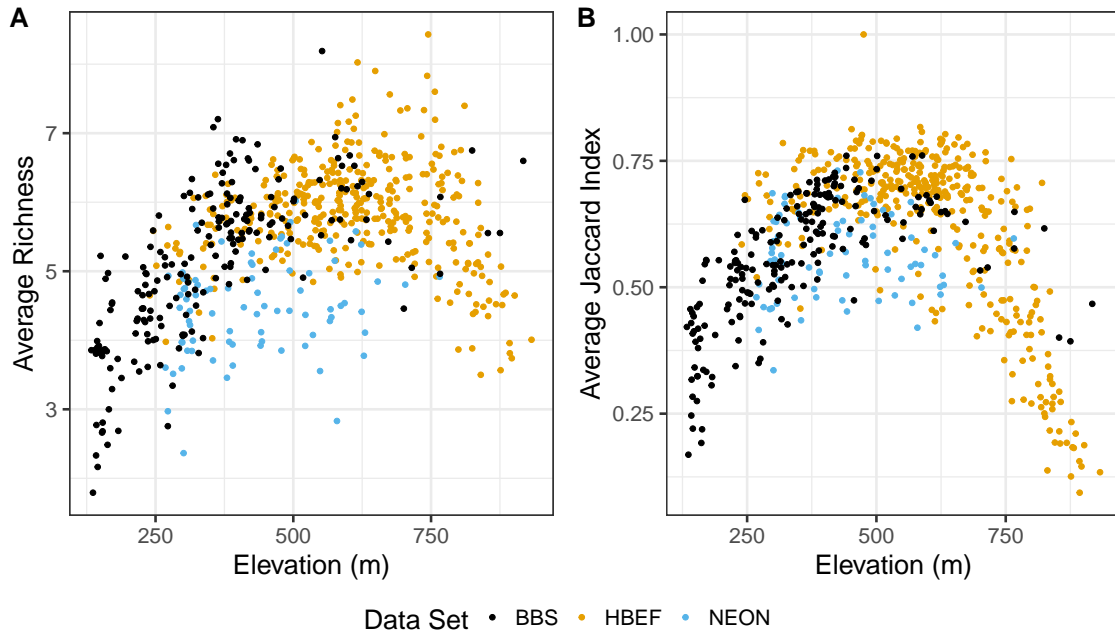 A
Average Richness
7
5
3
250 500 750
Elevation (m)
B
Average Jaccard Index
1.00
0.75
0.50
0.25
250 500 750
Elevation (m)
Data Set BBS HBEF NEON